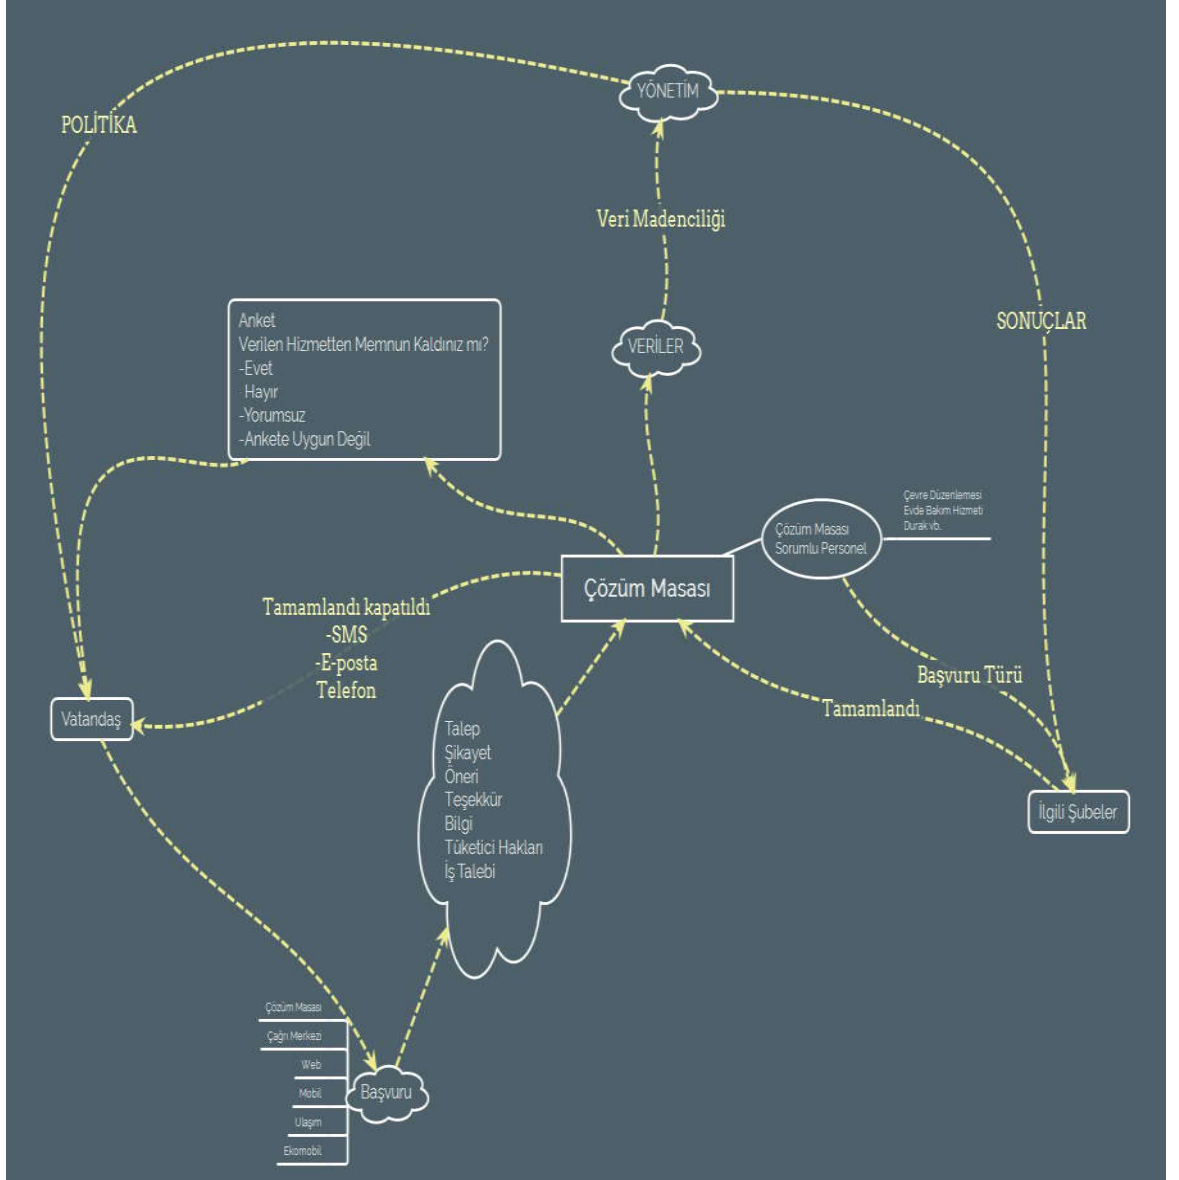 YÖNETİM
POLİTİKA
Veri Madenciliği
SONUÇLAR
VERİLER
Anket
Verilen Hizmetten Memnun Kaldınız mı?
-Evet
Hayır
-Yorumsuz
-Ankete Uygun Değil
Çevre Düzenlemesi
Evde Bakım Hizmeti
Durak vb..
Çözüm Masası
Sorumlu Personel
Çözüm Masası
Tamamlandı kapatıldı
-SMS
-E-posta
Telefon
Başvuru Türü
Tamamlandı
Vatandaş
Talep
Şikayet
Öneri
Teşekkür
Bilgi
Tüketici Hakları
İş Talebi
İlgili Şubeler
Çözüm Masası
Çağrı Merkezi
Web
Mobil
Ulaşım
Ekomobil
Başvuru